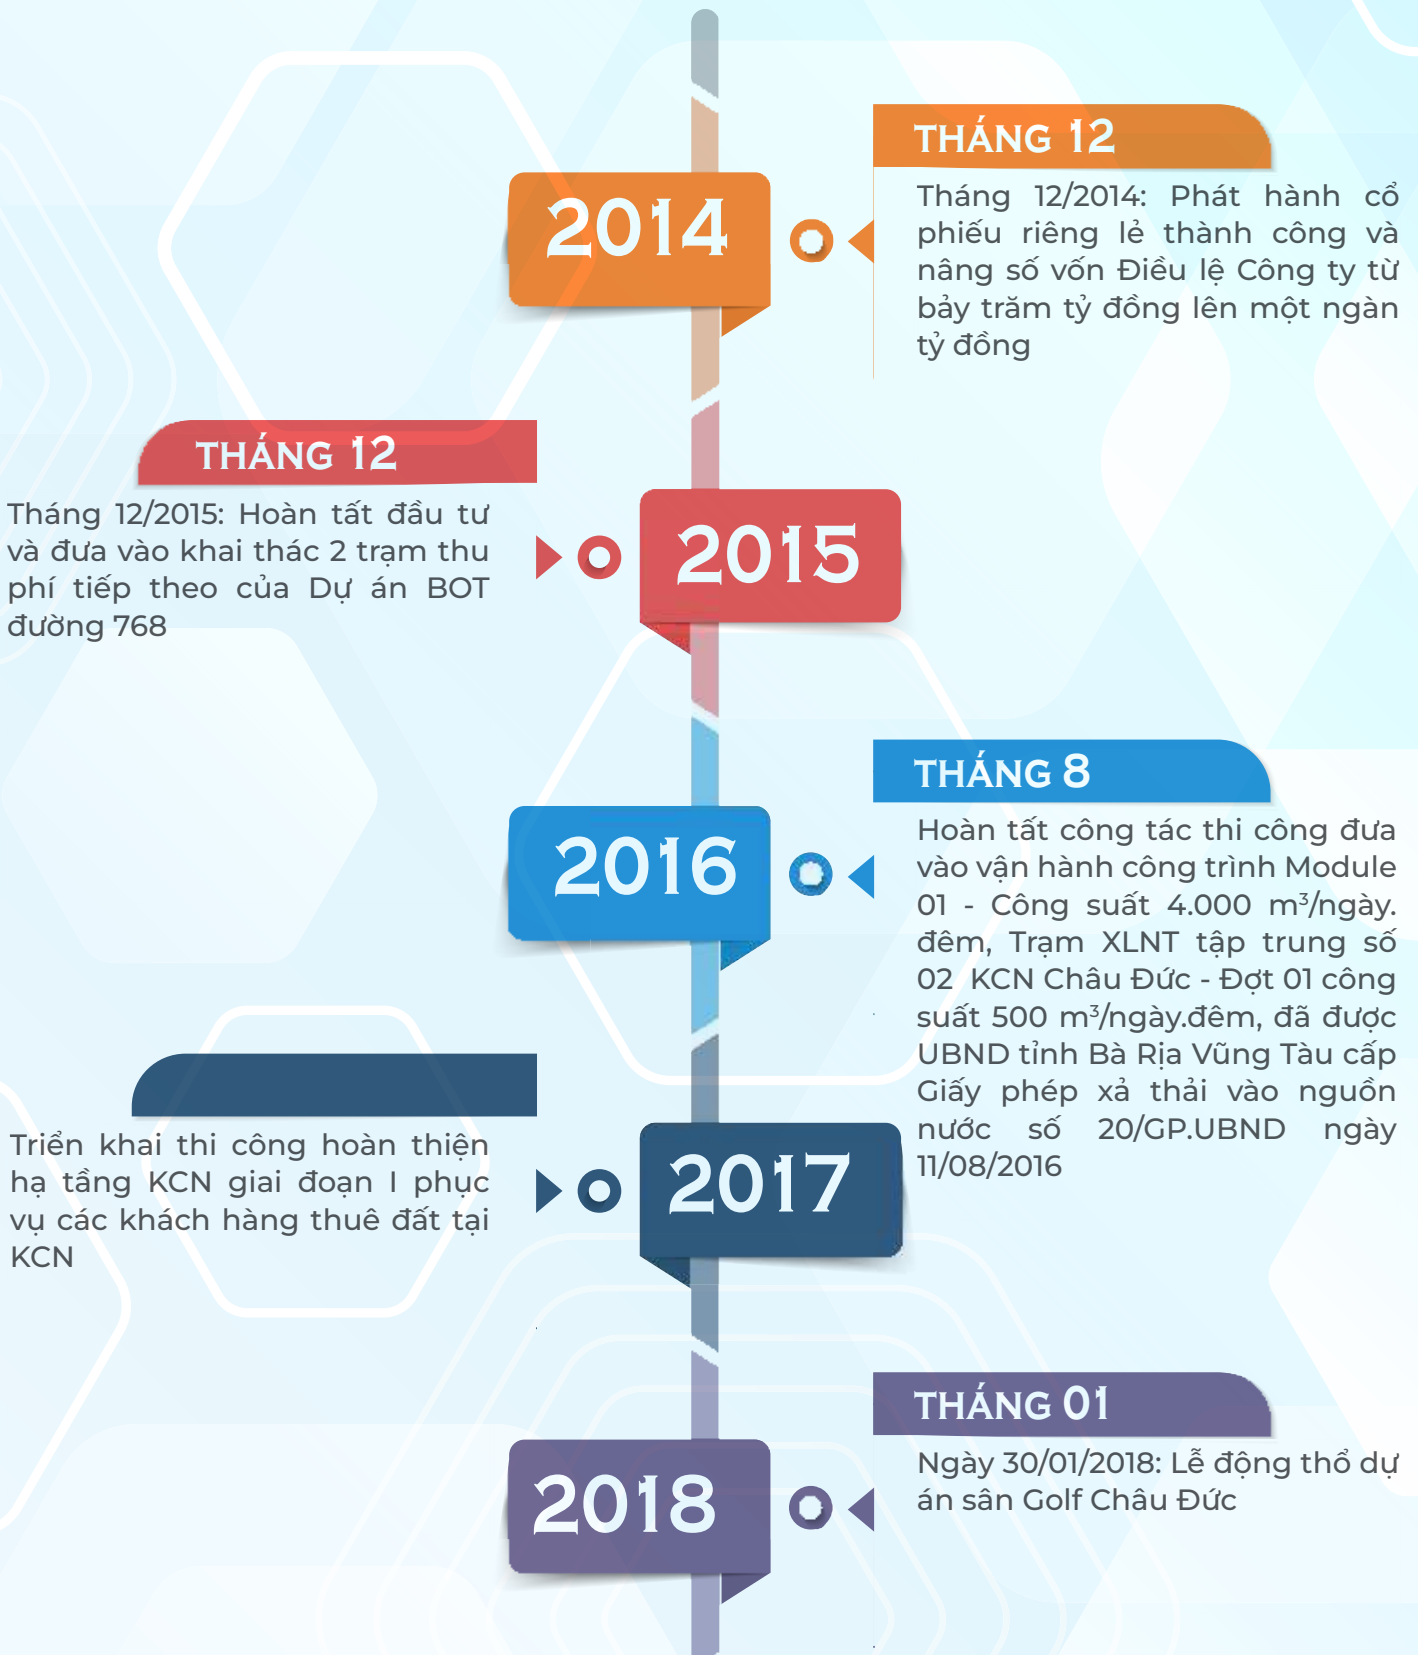 THÁNG 12
2014
Tháng 12/2014: Phát hành cổ
phiếu riêng lẻ thành công và
nâng số vốn Điều lệ Công ty từ
bảy trăm tỷ đồng lên một ngàn
tỷ đồng
THÁNG 12
Tháng 12/2015: Hoàn tất đầu tư
và đưa vào khai thác 2 trạm thu
phí tiếp theo của Dự án BOT
đường 768
2015
THÁNG 8
2016
Hoàn tất công tác thi công đưa
vào vận hành công trình Module
01 - Công suất 4.000 m³/ngày.
đêm, Trạm XLNT tập trung số
02 KCN Châu Đức - Đợt 01 công
suất 500 m³/ngày.đêm, đã được
UBND tỉnh Bà Rịa Vũng Tàu cấp
Giấy phép xả thải vào nguồn
nước số 20/GP.UBND ngày
11/08/2016
Triển khai thi công hoàn thiện
hạ tầng KCN giai đoạn I phục
vụ các khách hàng thuê đất tại
KCN
2017
THÁNG 01
2018
Ngày 30/01/2018: Lễ động thổ dự
án sân Golf Châu Đức